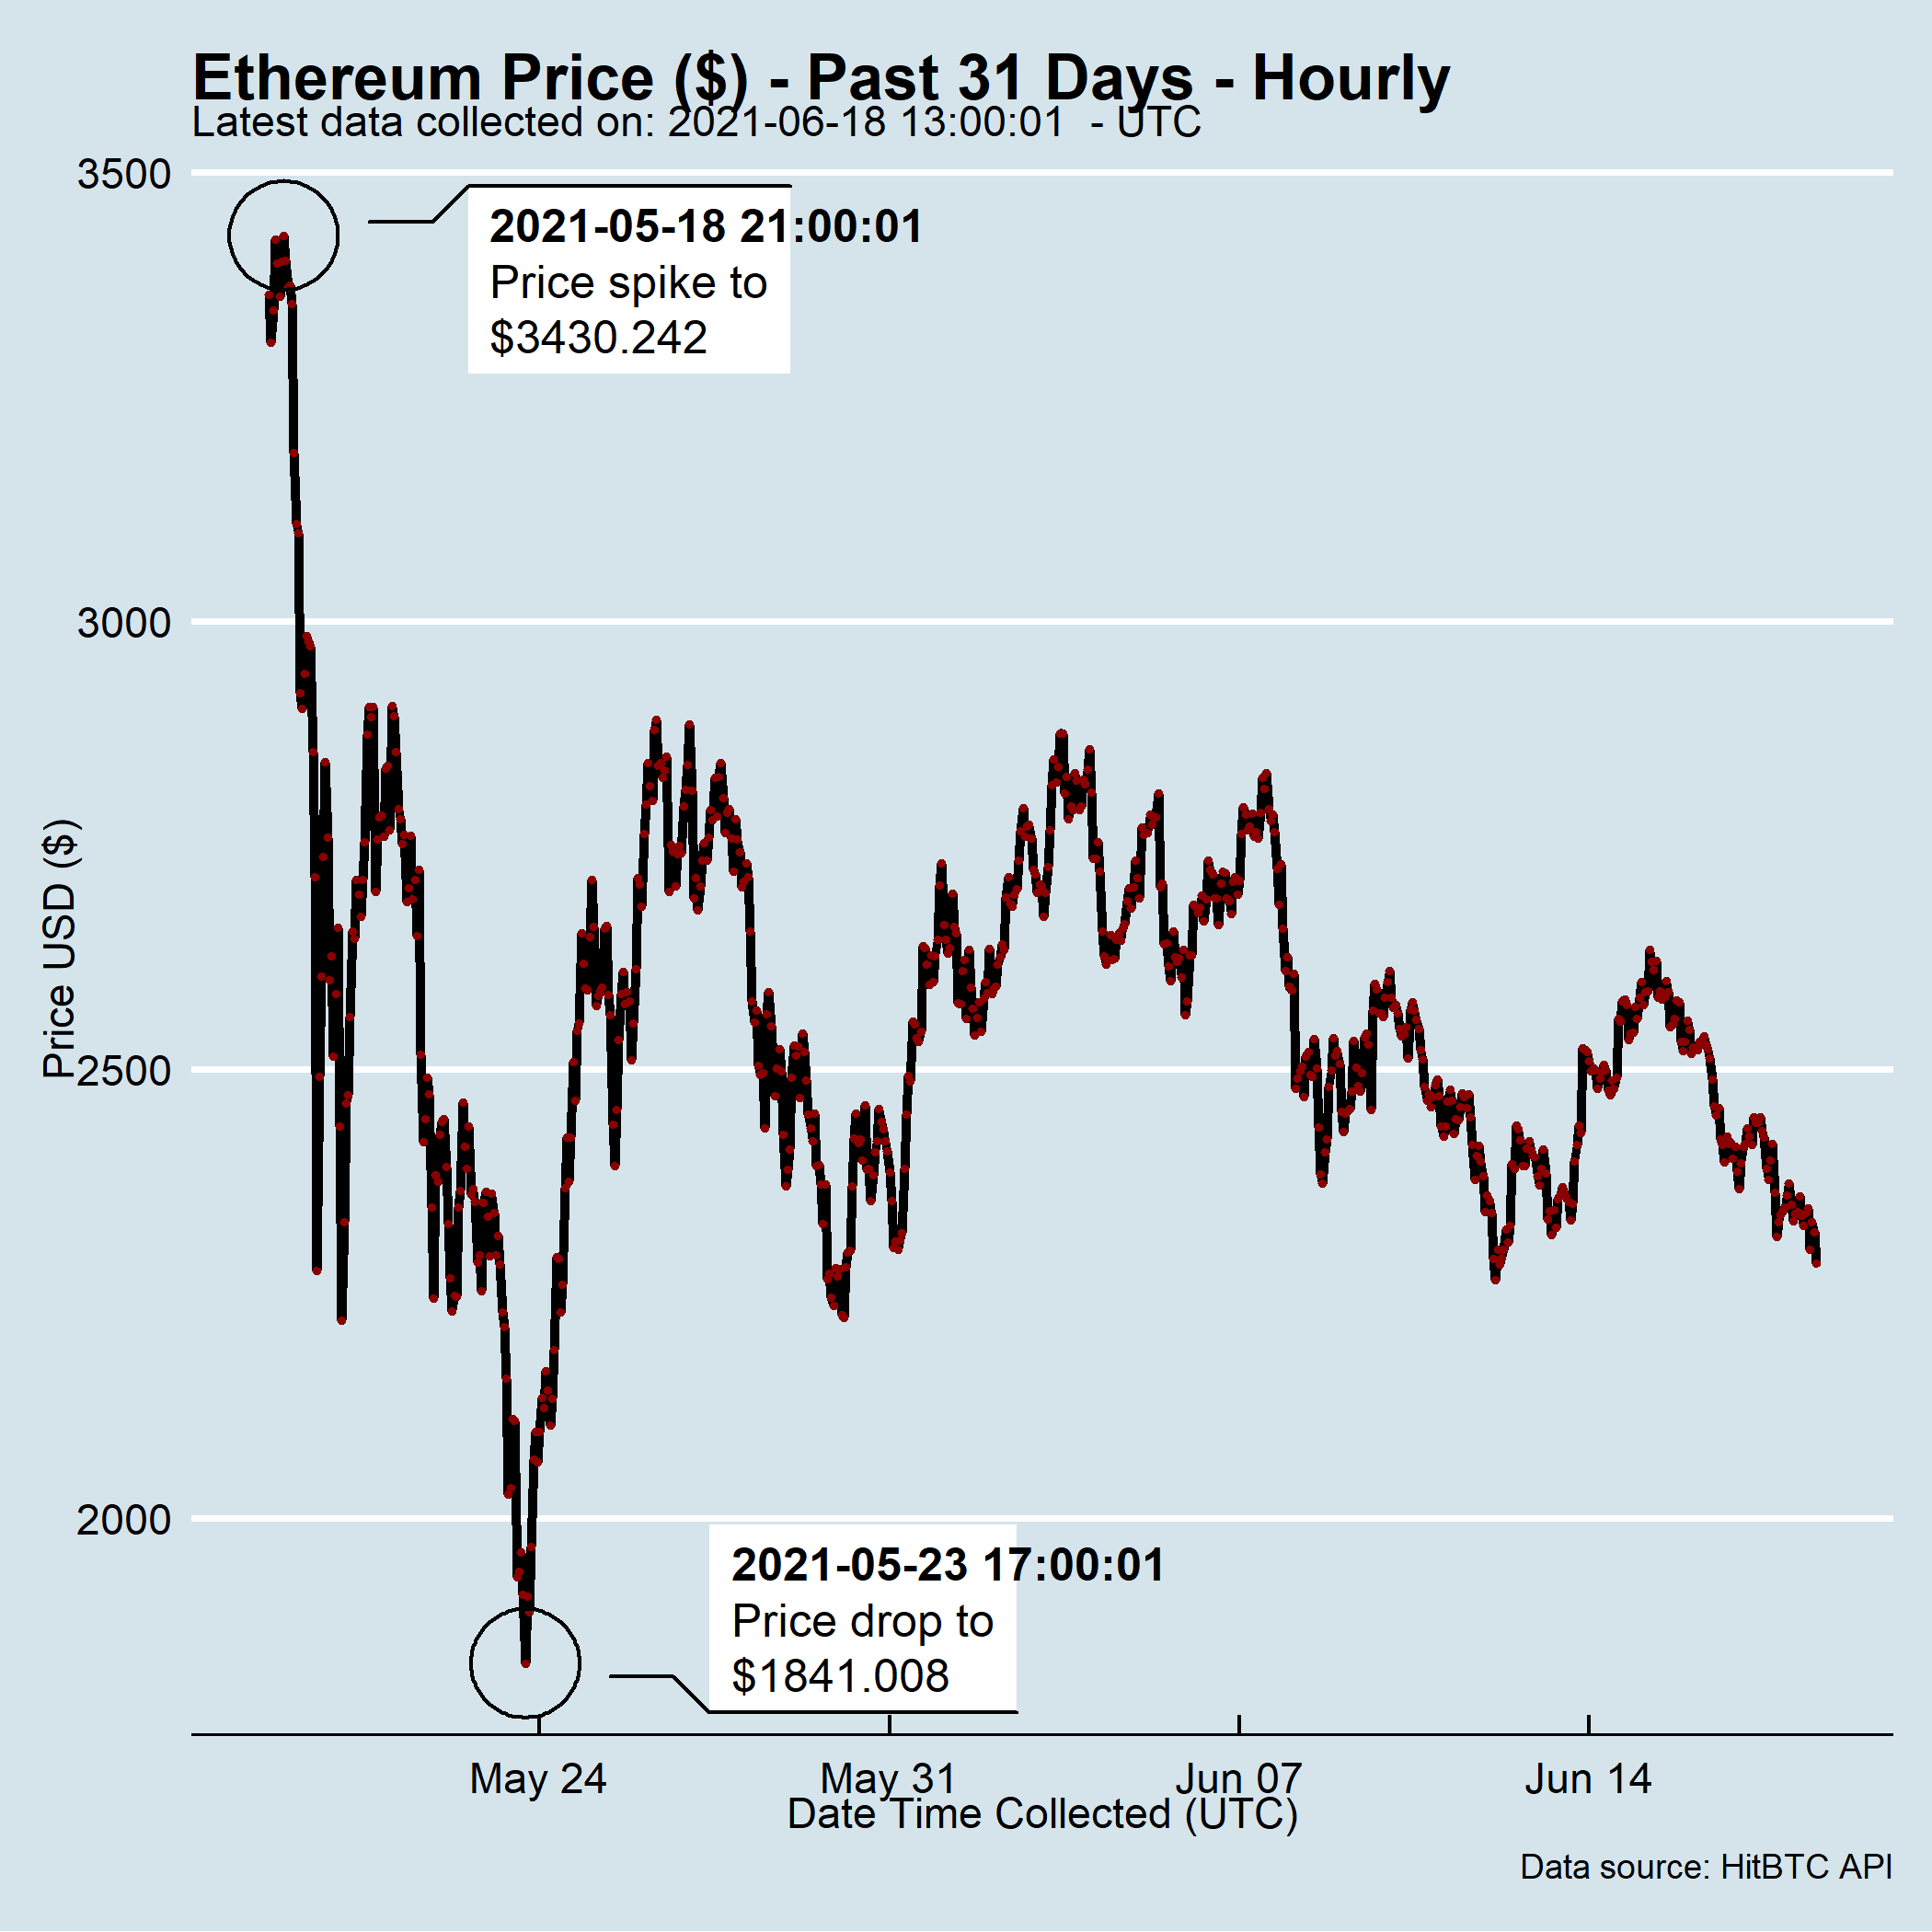 Ethereum Price ($) - Past 31 Days - Hourly
Latest data collected on: 2021-06-18 13:00:01  - UTC
3500
2021-05-18 21:00:01
Price spike to
$3430.242
3000
Price USD ($)
2500
2000
2021-05-23 17:00:01
Price drop to
$1841.008
May 24 May 31 Jun 07 Jun 14
Date Time Collected (UTC)
Data source: HitBTC API